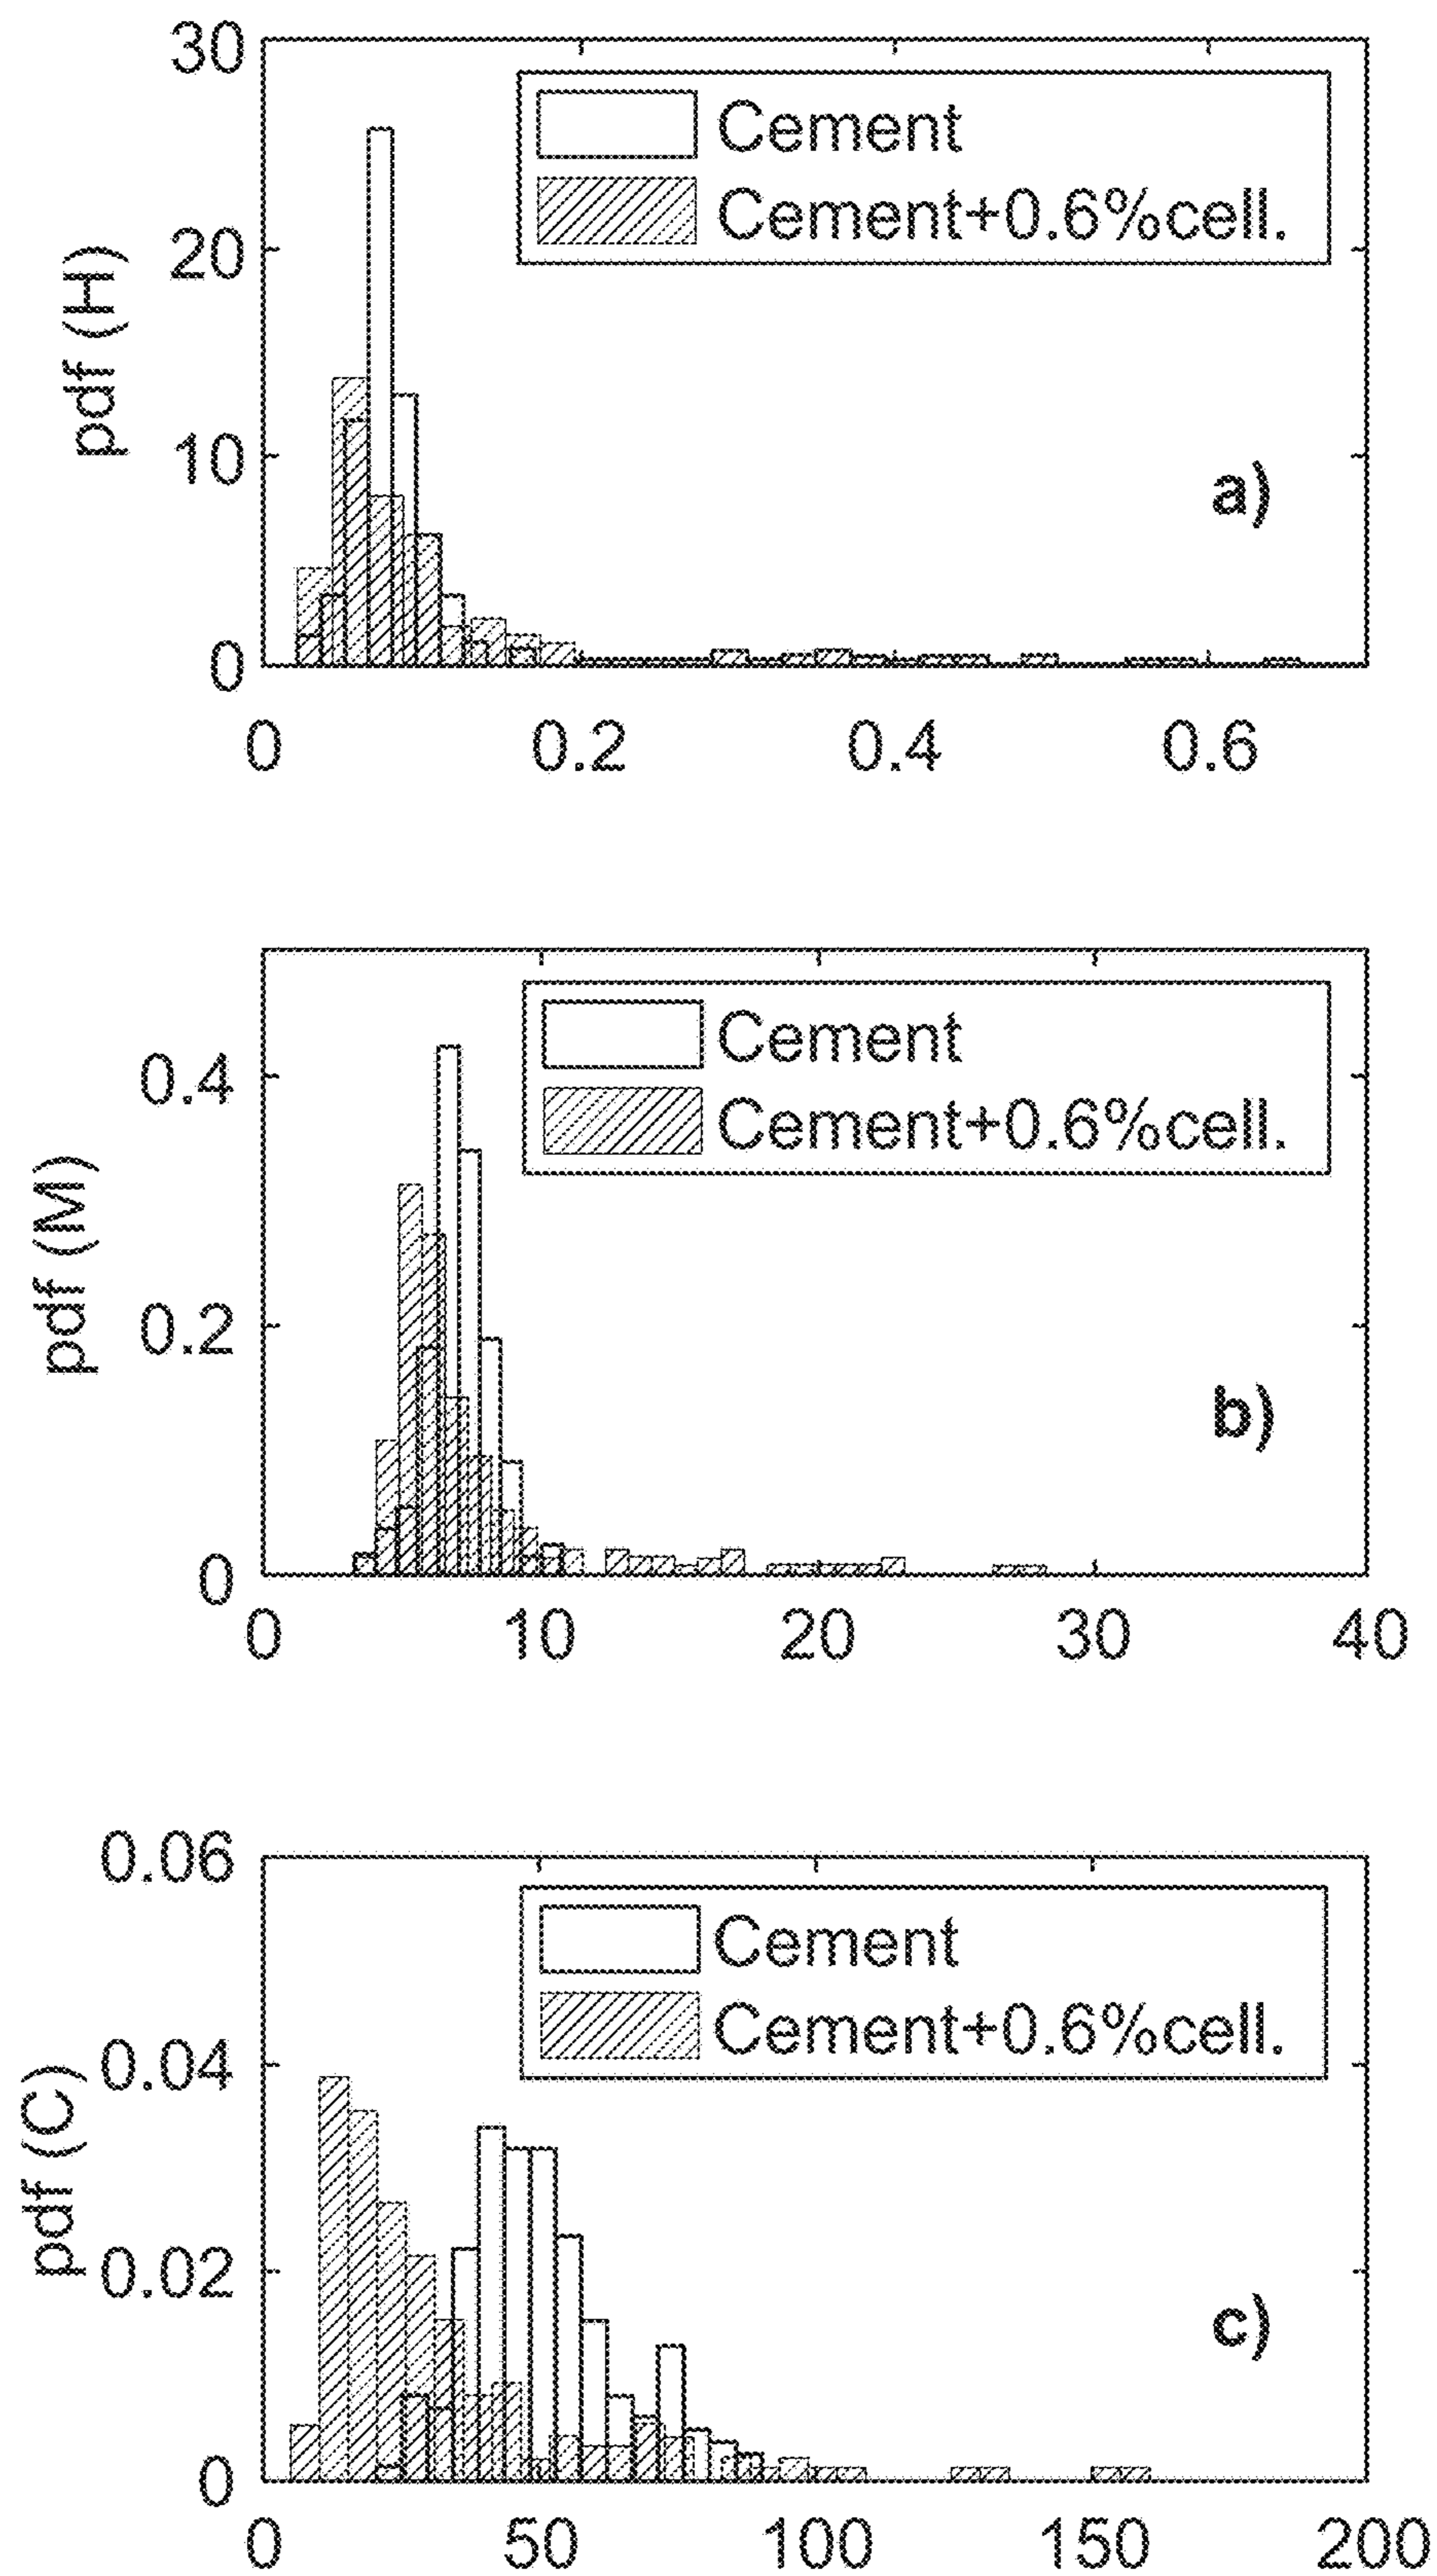 30
20
10
0
pdf (H)
Cement
Cement+0.6%cell.
a)
0 0.2 0.4 0.6
0.4
0.2
0
pdf (M)
Cement
Cement+0.6%cell.
b)
0 10 20 30 40
0.06
0.04
0.02
0
pdf (C)
Cement
Cement+0.6%cell.
c)
0 50 100 150 200